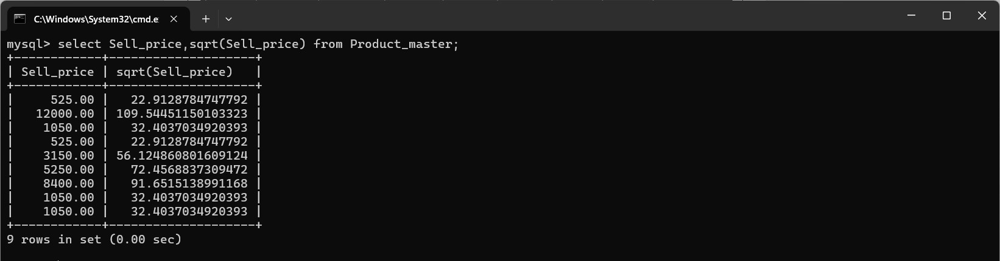 C:\Windows\System32\cmd.e
mysql> select Sell_price,sqrt(Sell_price) from Product_master;
+------------+--------------------+
| Sell_price | sqrt(Sell_price)   |
+------------+--------------------+
|     525.00 |   22.9128784747792 |
|   12000.00 | 109.54451150103323 |
|    1050.00 |   32.4037034920393 |
|     525.00 |   22.9128784747792 |
|    3150.00 | 56.124860801609124 |
|    5250.00 |   72.4568837309472 |
|    8400.00 |   91.6515138991168 |
|    1050.00 |   32.4037034920393 |
|    1050.00 |   32.4037034920393 |
+------------+--------------------+
9 rows in set (0.00 sec)